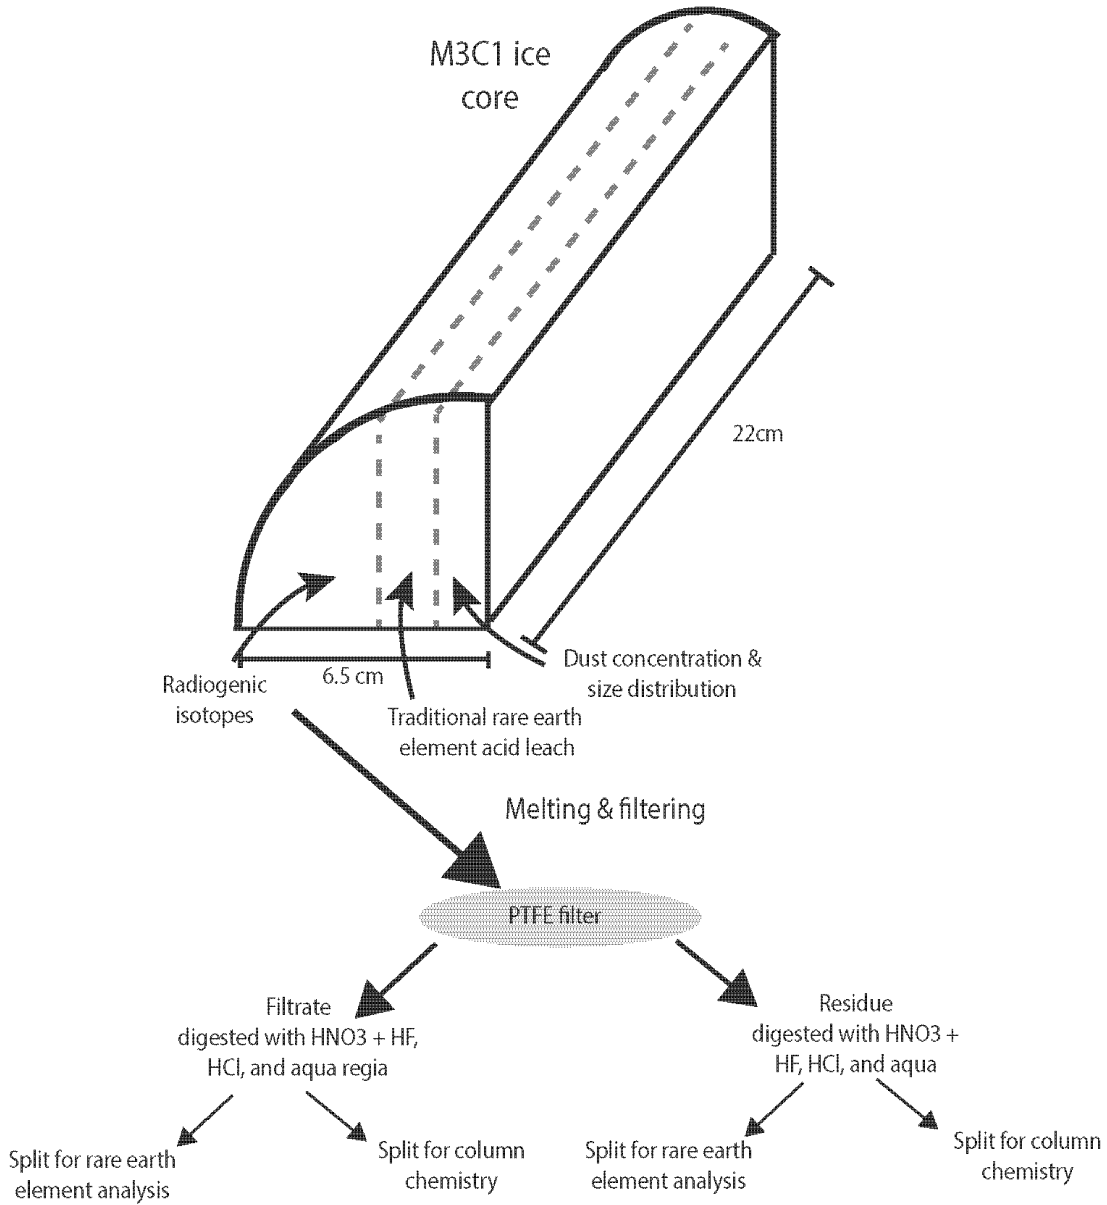 M3C1 ice
core
22cm
6.5 cm
Dust concentration &
size distribution
Radiogenic
isotopes
Traditional rare earth
element acid leach
Melting & filtering
PTFE filter
Filtrate
digested with HNO3 + HF,
HCl, and aqua regia
Residue
digested with HNO3 +
HF, HCl, and aqua
Split for rare earth
element analysis
Split for column
chemistry
Split for rare earth
element analysis
Split for column
chemistry